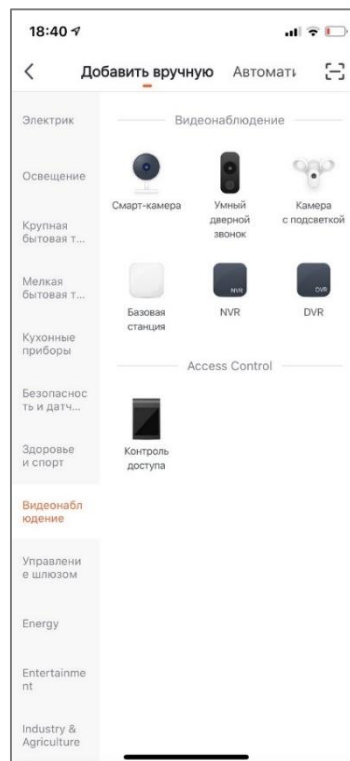 18:40
Добавить вручную Автомати
Электрик
Освещение
Крупная
бытовая т...
Мелкая
бытовая т...
Кухонные
приборы
Безопаснос
ть и датч...
Здоровье
и спорт
Видеонабл
юдение
Управлени
е шлюзом
Energy
Entertainme
nt
Industry &
Agriculture
Видеонаблюдение
Смарт-камера
Умный
дверной
звонок
Камера
с подсветкой
Базовая
станция
NVR
NVR
DVR
DVR
Access Control
Контроль
доступа